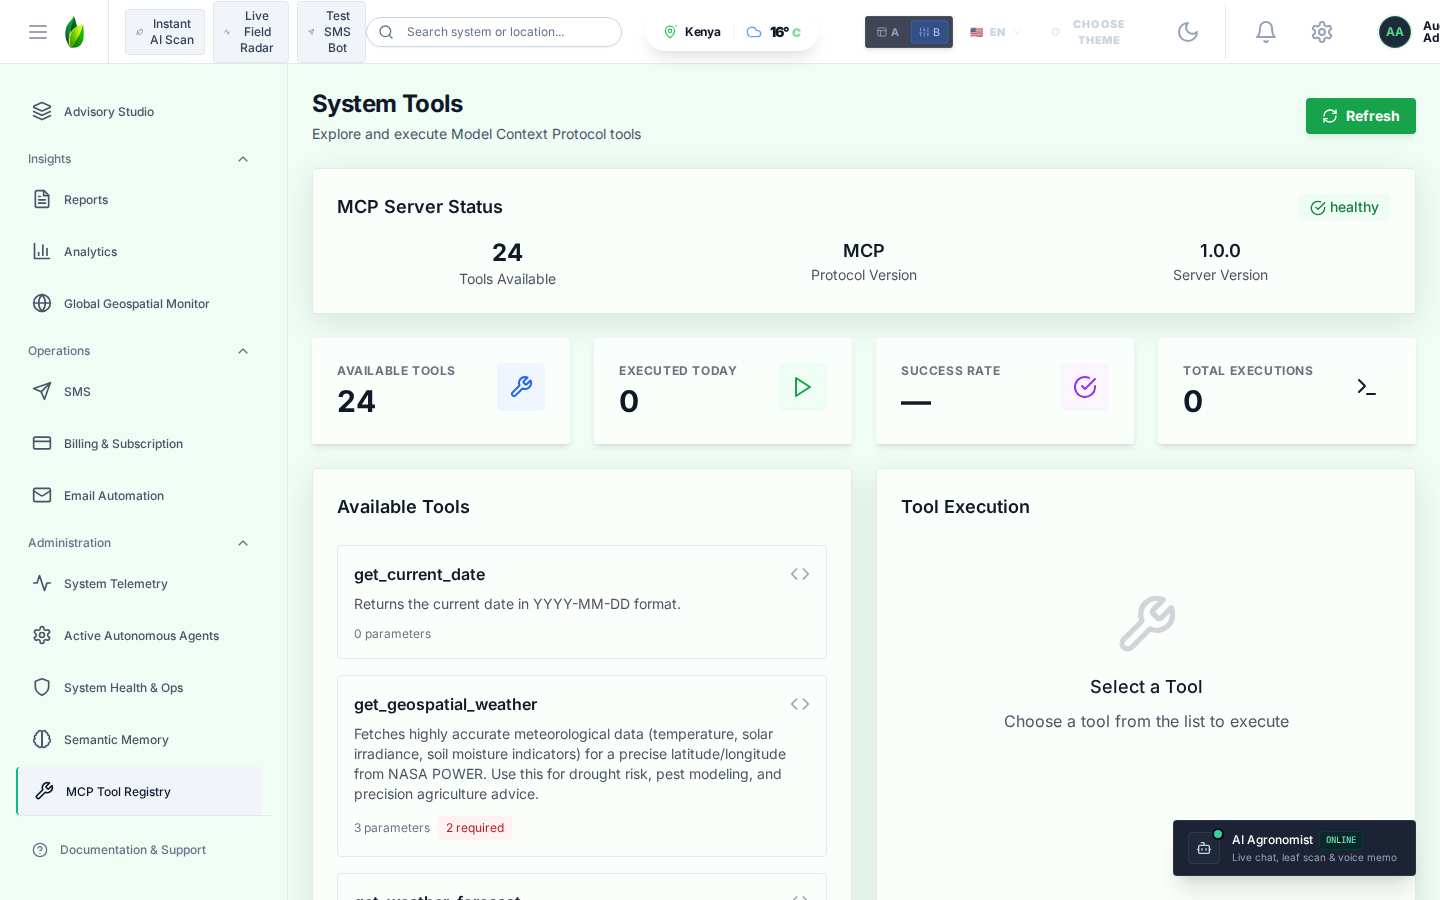 Instant
AI Scan
Live
Field
Radar
Test
SMS
Bot
Search system or location...
Kenya
16° C
A
B
EN
CHOOSE
THEME
AA
Au
Ad
Advisory Studio
Insights
Reports
Analytics
Global Geospatial Monitor
Operations
SMS
Billing & Subscription
Email Automation
Administration
System Telemetry
Active Autonomous Agents
System Health & Ops
Semantic Memory
MCP Tool Registry
Documentation & Support
System Tools
Explore and execute Model Context Protocol tools
Refresh
MCP Server Status
healthy
24
Tools Available
MCP
Protocol Version
1.0.0
Server Version
AVAILABLE TOOLS
24
EXECUTED TODAY
0
SUCCESS RATE
—
TOTAL EXECUTIONS
0
Available Tools
get_current_date
Returns the current date in YYYY-MM-DD format.
0 parameters
get_geospatial_weather
Fetches highly accurate meteorological data (temperature, solar
irradiance, soil moisture indicators) for a precise latitude/longitude
from NASA POWER. Use this for drought risk, pest modeling, and
precision agriculture advice.
3 parameters 2 required
get_weather_forecast
Tool Execution
Select a Tool
Choose a tool from the list to execute
AI Agronomist ONLINE
Live chat, leaf scan & voice memo